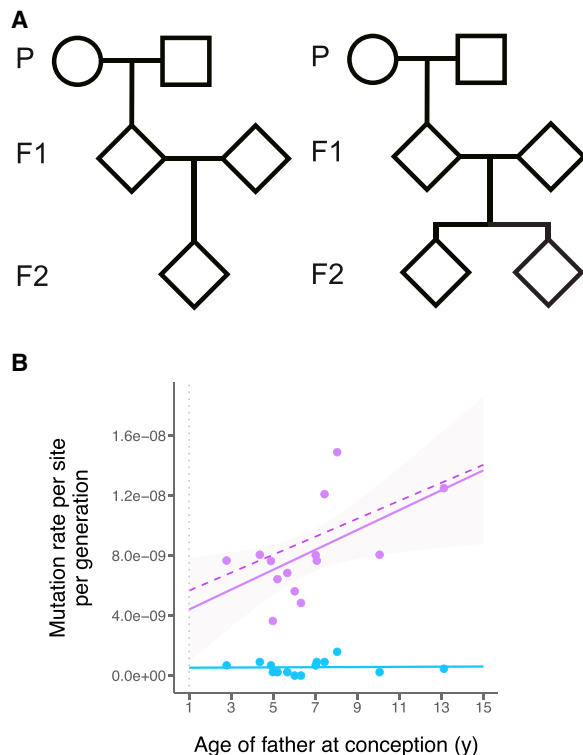 A
P
P
F1
F1
F2
F2
B
Mutation rate per site
per generation
1.6e−08
1.2e−08
8.0e−09
4.0e−09
0.0e+00
1 3 5 7 9 11 13 15
Age of father at conception (y)